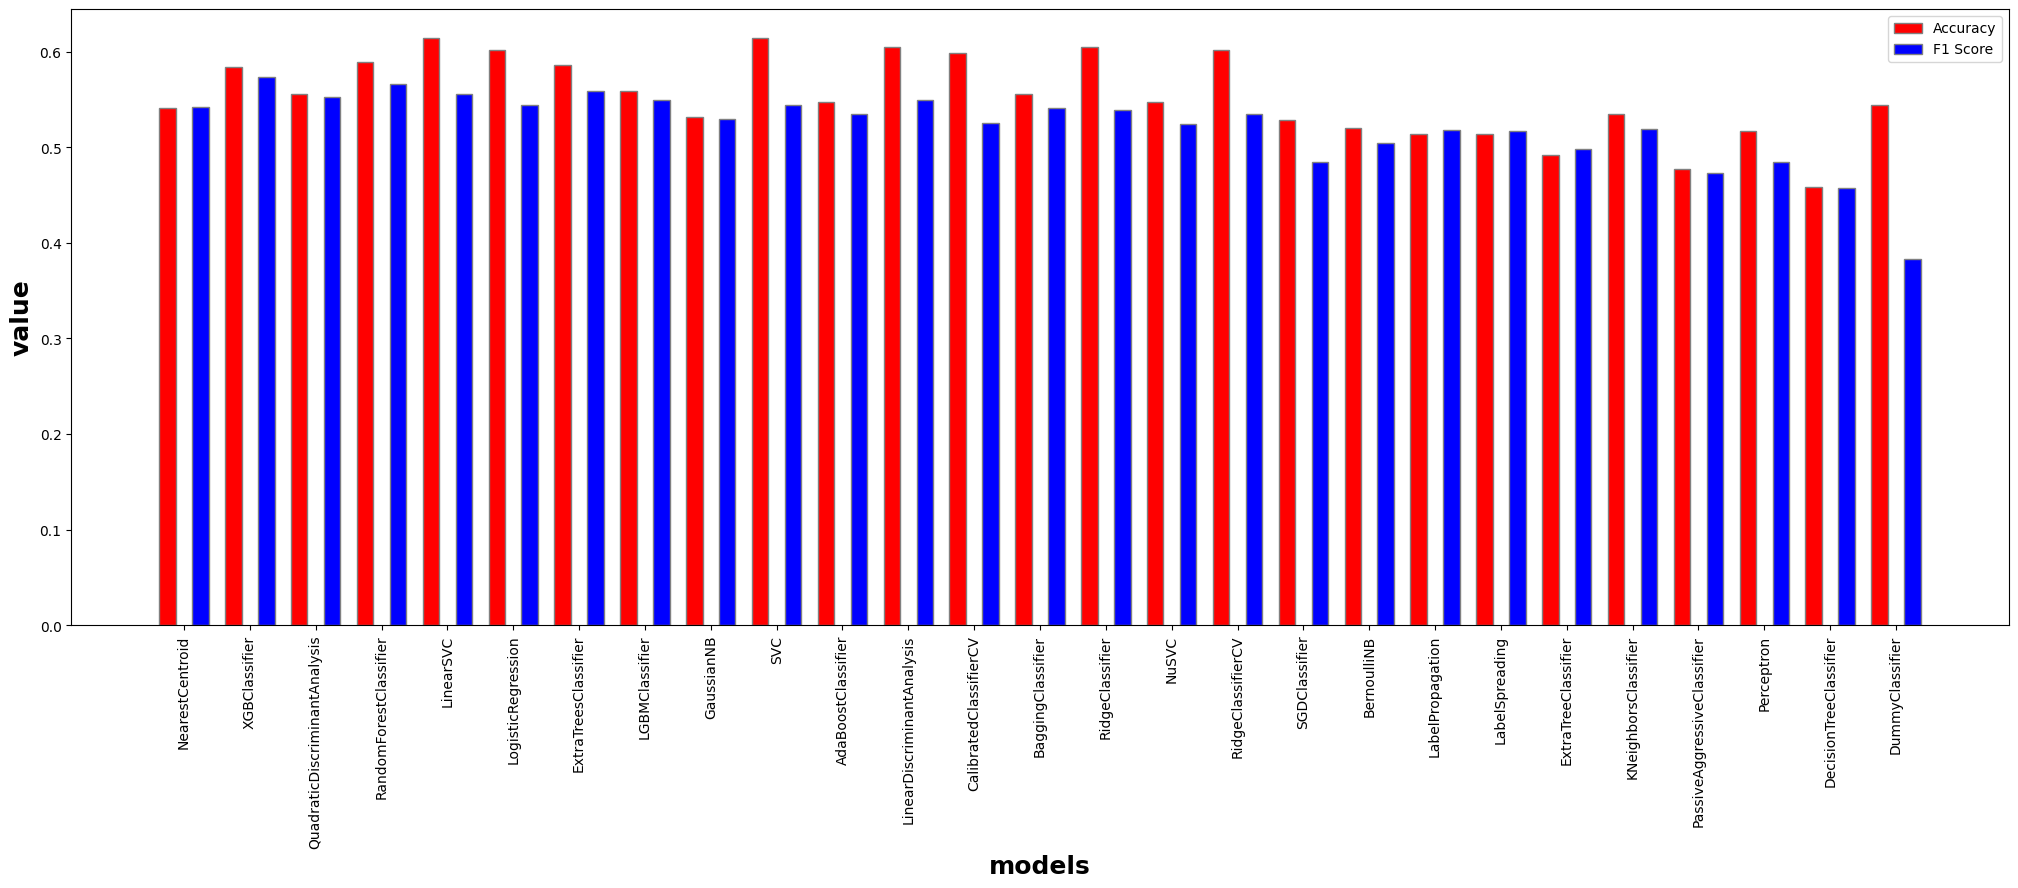 Accuracy
F1 Score
value
0.6
0.5
0.4
0.3
0.2
0.1
0.0
NearestCentroid
XGBClassifier
QuadraticDiscriminantAnalysis
RandomForestClassifier
LinearSVC
LogisticRegression
ExtraTreesClassifier
LGBMClassifier
GaussianNB
SVC
AdaBoostClassifier
LinearDiscriminantAnalysis
CalibratedClassifierCV
BaggingClassifier
RidgeClassifier
NuSVC
RidgeClassifierCV
SGDClassifier
BernoulliNB
LabelPropagation
LabelSpreading
ExtraTreeClassifier
KNeighborsClassifier
PassiveAggressiveClassifier
Perceptron
DecisionTreeClassifier
DummyClassifier
models